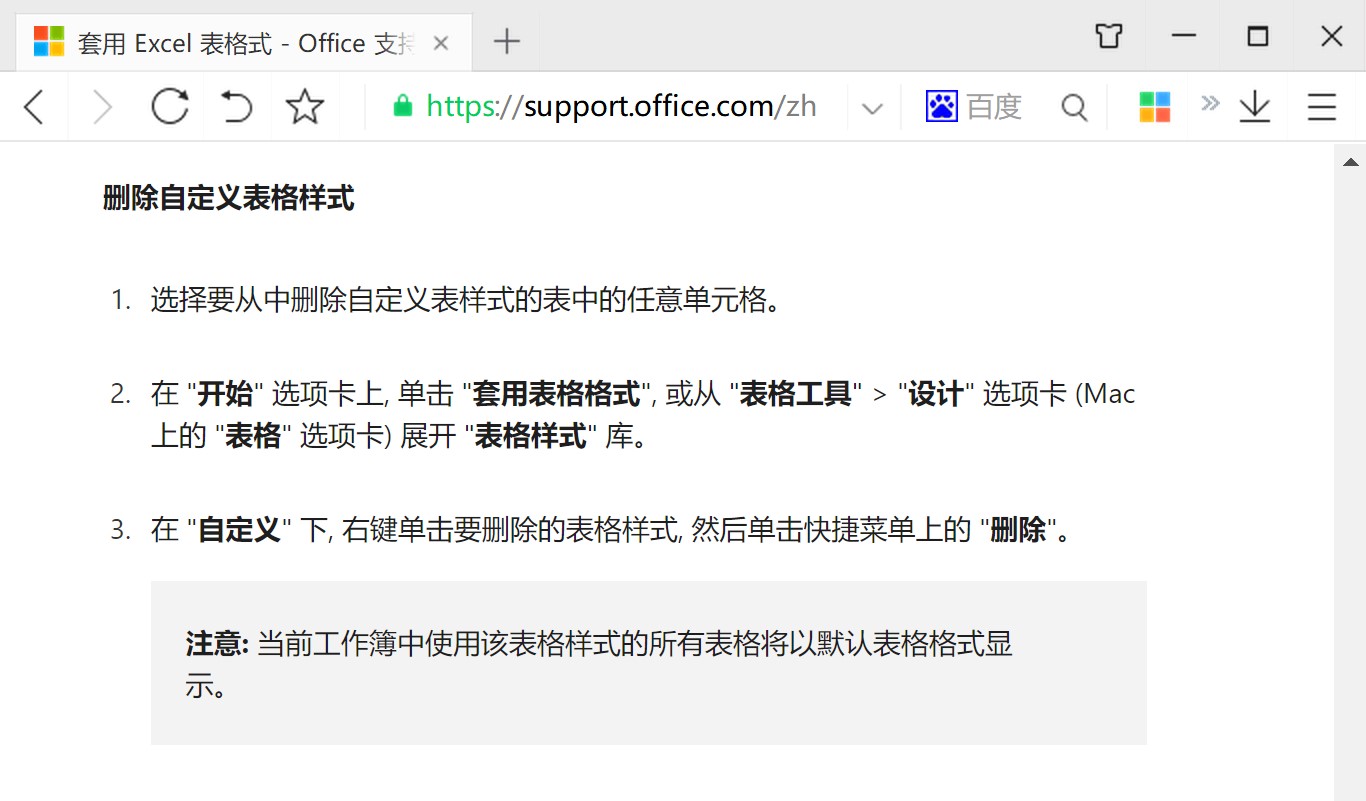 套用 Excel 表格式 - Office 支
https://support.office.com/zh
百度
删除自定义表格样式
1. 选择要从中删除自定义表样式的表中的任意单元格。
2. 在 "开始" 选项卡上, 单击 "套用表格格式", 或从 "表格工具" > "设计" 选项卡 (Mac
上的 "表格" 选项卡) 展开 "表格样式" 库。
3. 在 "自定义" 下, 右键单击要删除的表格样式, 然后单击快捷菜单上的 "删除"。
注意: 当前工作簿中使用该表格样式的所有表格将以默认表格格式显
示。